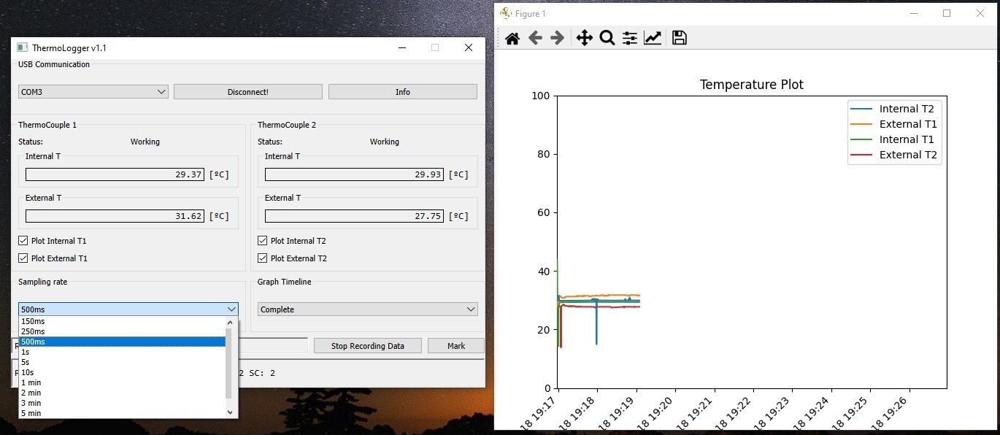 ThermoLogger v1.1
USB Communication
COM3 Disconnect! Info
ThermoCouple 1
Status: Working
Internal T
29.37 [ºC]
External T
31.62 [ºC]
Plot Internal T1
Plot External T1
ThermoCouple 2
Status: Working
Internal T
29.93 [ºC]
External T
27.75 [ºC]
Plot Internal T2
Plot External T2
Sampling rate
500ms
150ms
250ms
500ms
1s
5s
10s
1 min
2 min
3 min
5 min
Graph Timeline
Complete
Stop Recording Data Mark
2 SC: 2
Figure 1
Temperature Plot
Internal T2
External T1
Internal T1
External T2
100
80
60
40
20
0
18 19:17
18 19:18
18 19:19
18 19:20
18 19:21
18 19:22
18 19:23
18 19:24
18 19:25
18 19:26